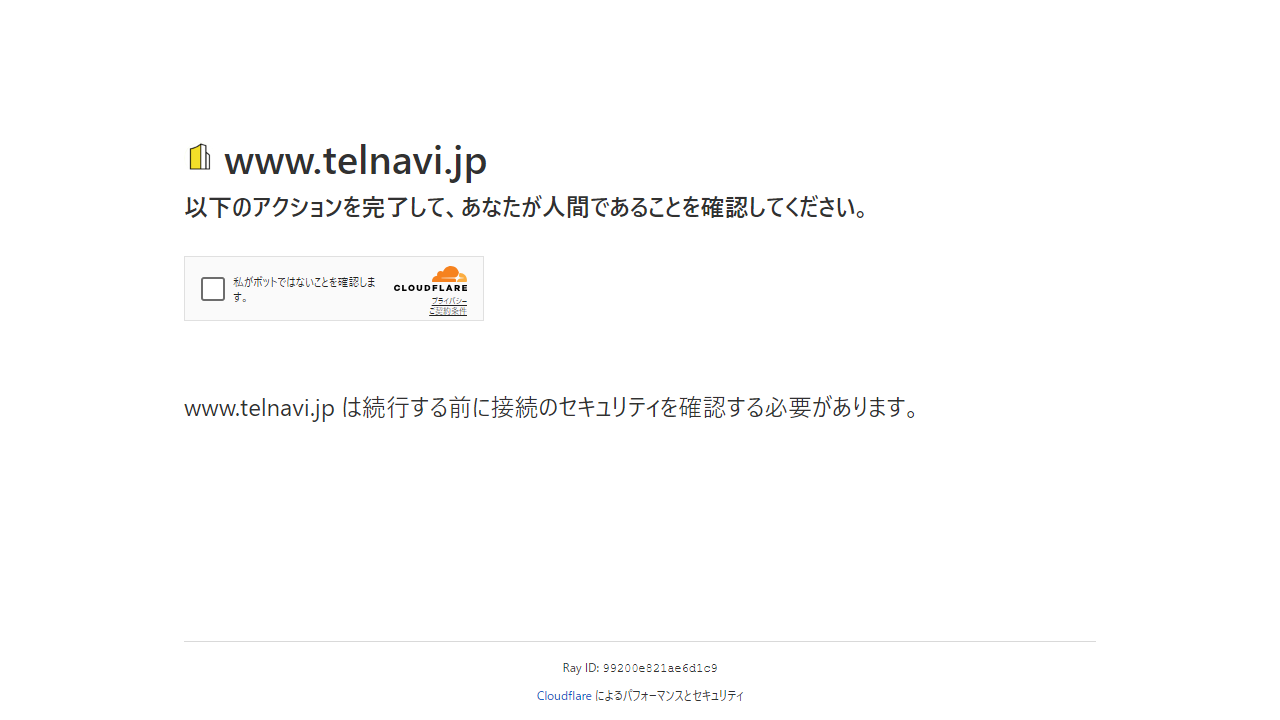 www.telnavi.jp
以下のアクションを完了して、あなたが人間であることを確認してください。
私がボットではないことを確認しま
す。
CLOUDFLARE
プライバシー
ご契約条件
www.telnavi.jp は続行する前に接続のセキュリティを確認する必要があります。
Ray ID: 99200e821ae6d1c9
Cloudflare によるパフォーマンスとセキュリティ